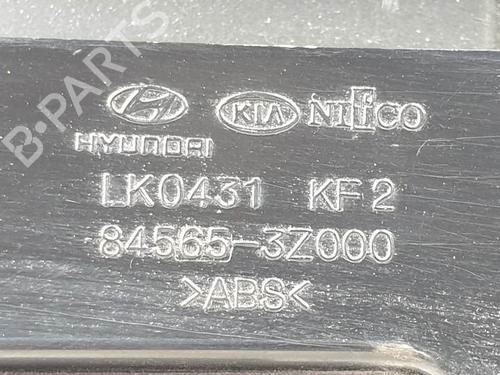 KIA NIFCO
HYUNDAI
LK0431 KF2
84565-3Z000
>ABS<
B-PARTS